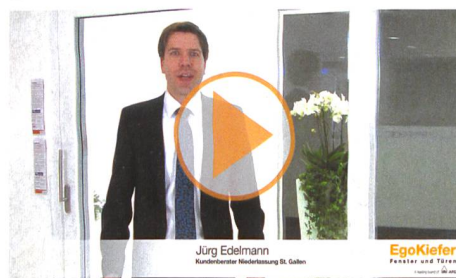 Jürg Edelmann
Kundenberater Niederlassung St. Gallen
EgoKiefer
Fenster und Türen